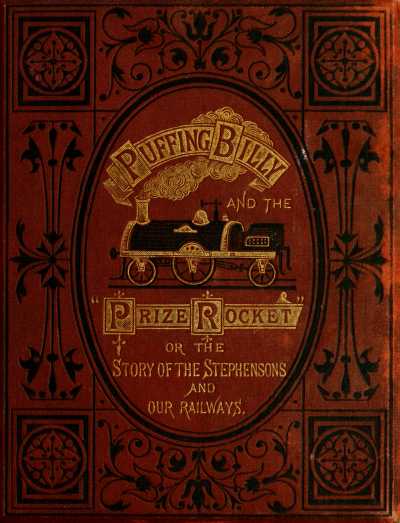 PUFFING BILLY
AND THE
"PRIZE ROCKET"
OR THE
STORY OF THE STEPHENSONS
AND
OUR RAILWAYS.